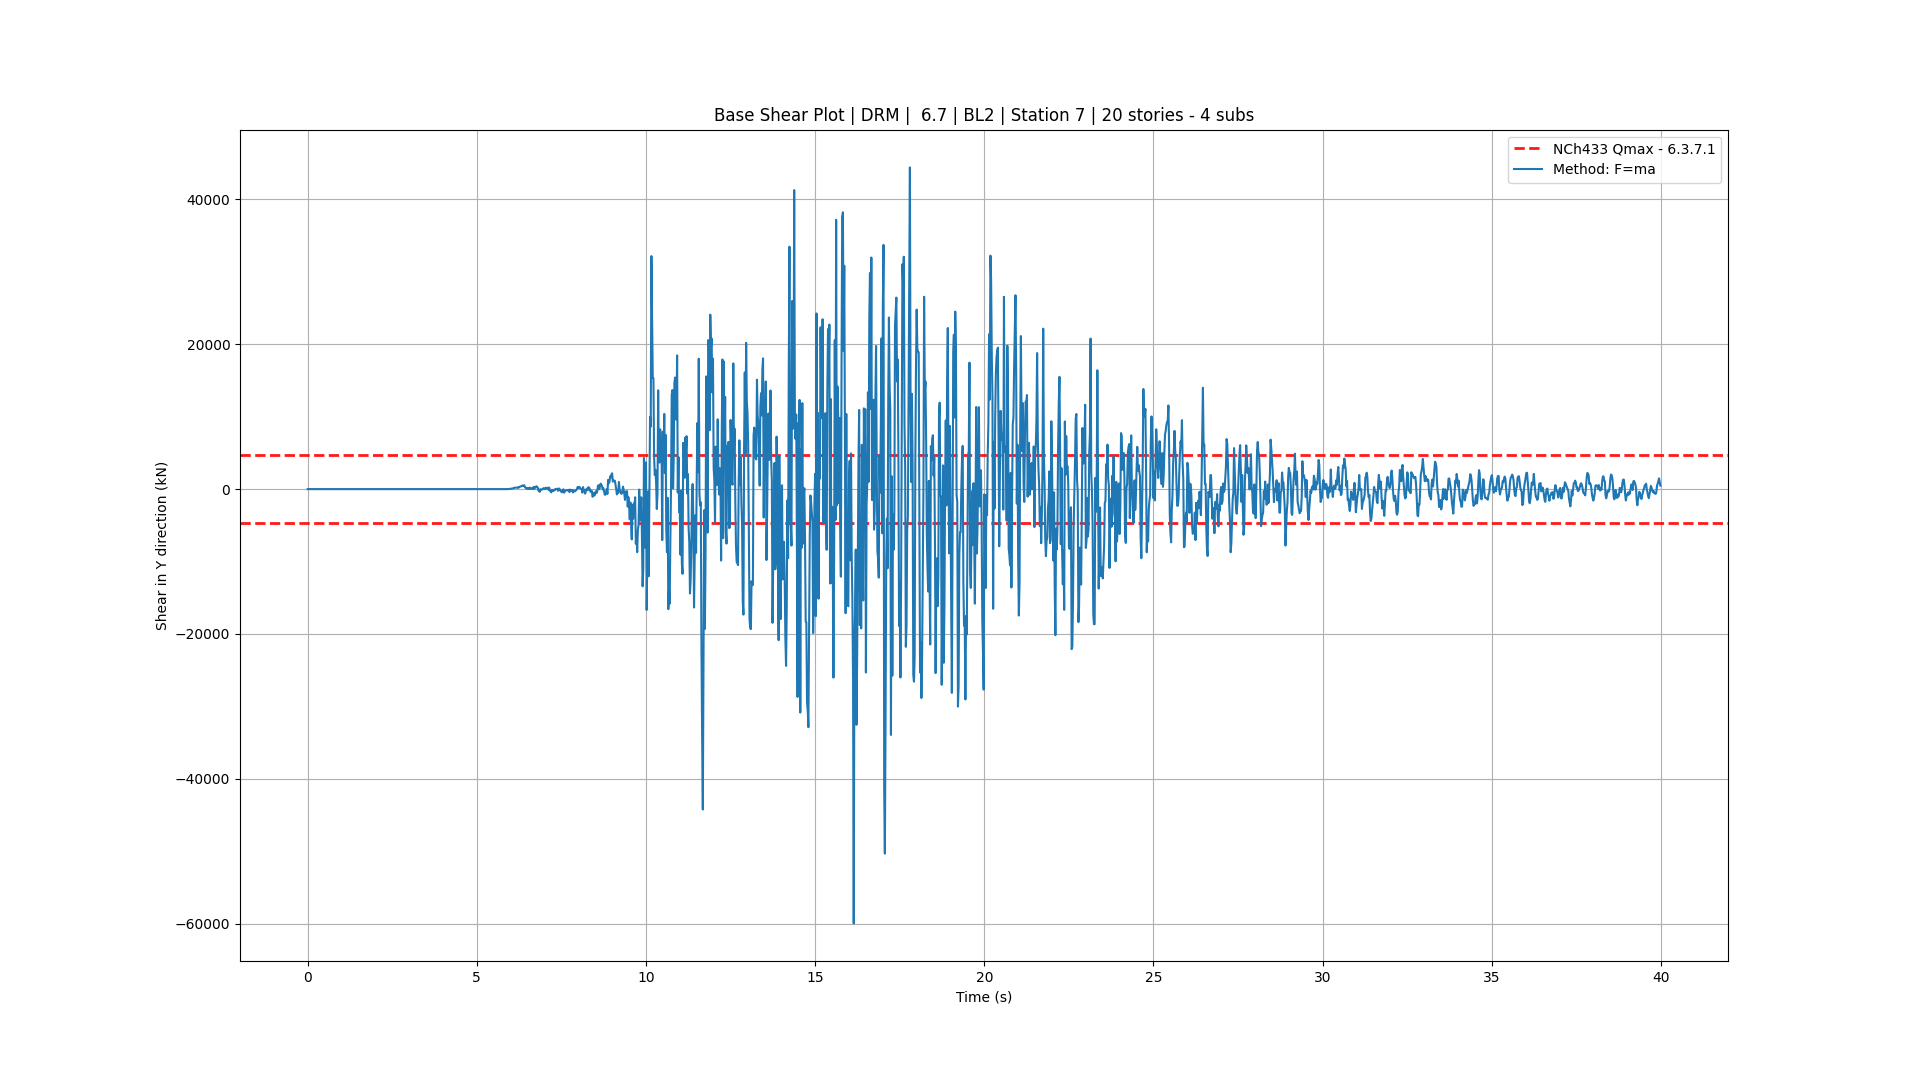 Base Shear Plot | DRM |  6.7 | BL2 | Station 7 | 20 stories - 4 subs
NCh433 Qmax - 6.3.7.1
Method: F=ma
Shear in Y direction (kN)
40000
20000
0
−20000
−40000
−60000
0 5 10 15 20 25 30 35 40
Time (s)